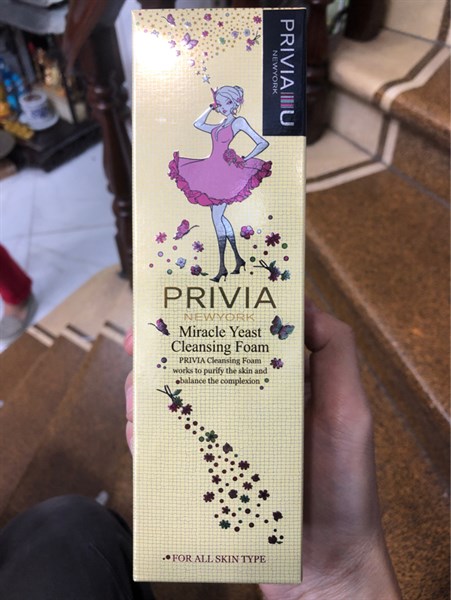 PRIVIA U
NEWYORK
PRIVIA
NEWYORK
Miracle Yeast
Cleansing Foam
PRIVIA Cleansing Foam
works to purify the skin and
balance the complexion
FOR ALL SKIN TYPE